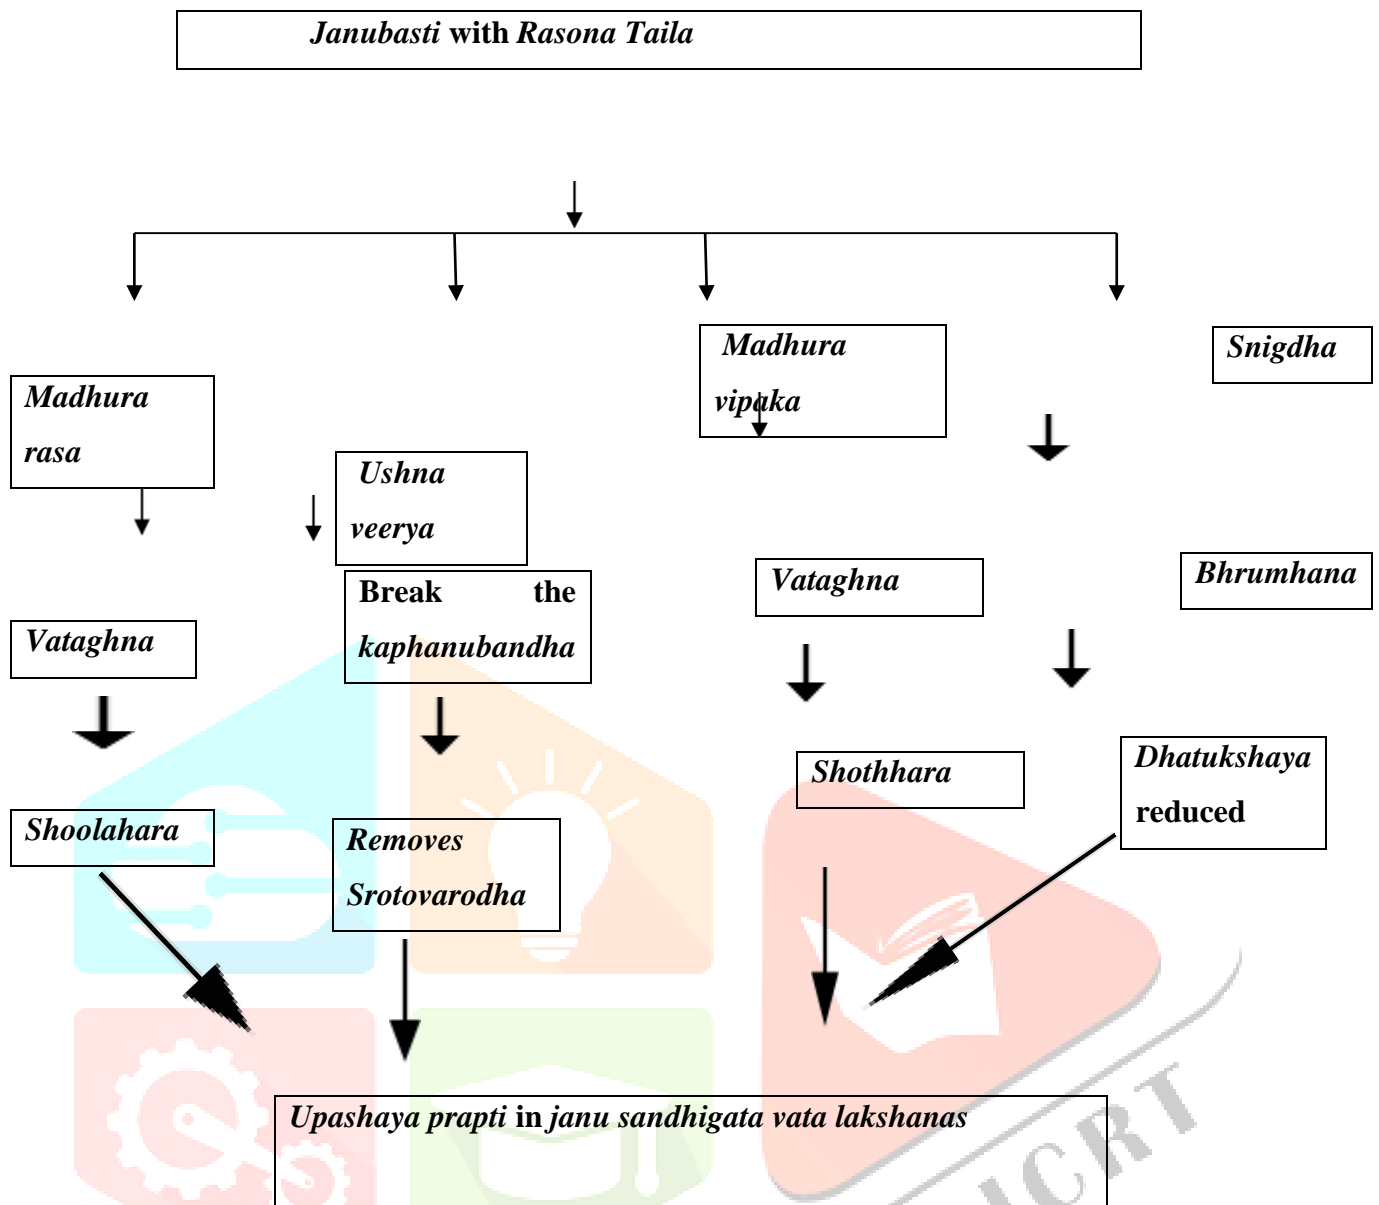 Janubasti with Rasona Taila
Madhura
rasa
Ushna
veerya
Madhura
vipaka
Snigdha
Vataghna
Break the
kaphanubandha
Vataghna
Bhrumhana
Shoolahara
Removes
Srotovarodha
Shothhara
Dhatukshaya
reduced
Upashaya prapti in janu sandhigata vata lakshanas
IJCRT